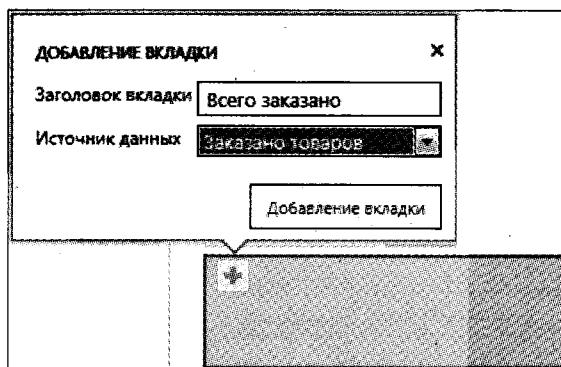 ДОБАВЛЕНИЕ ВКЛАДКИ
Заголовок вкладки Всего заказано
Источник данных Заказано товаров
Добавление вкладки